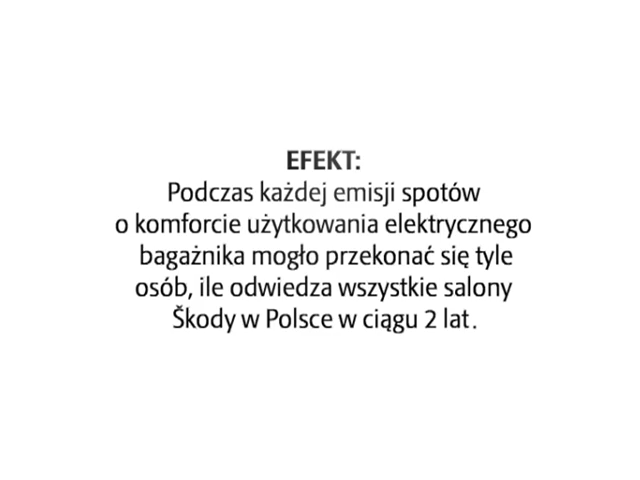 EFEKT:
Podczas każdej emisji spotów
o komforcie użytkowania elektrycznego
bagażnika mogło przekonać się tyle
osób, ile odwiedza wszystkie salony
Škody w Polsce w ciągu 2 lat.